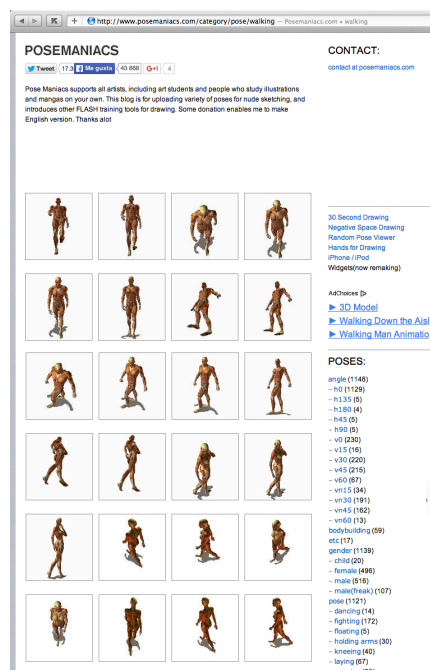 http://www.posemaniacs.com/category/pose/walking — Posemaniacs.com + walking
POSEMANIACS
Tweet 17.3 Me gusta 43 868 G+1 4
Pose Maniacs supports all artists, including art students and people who study illustrations
and mangas on your own. This blog is for uploading variety of poses for nude sketching, and
introduces other FLASH training tools for drawing. Some donation enables me to make
English version. Thanks alot
CONTACT:
contact at posemaniacs.com
30 Second Drawing
Negative Space Drawing
Random Pose Viewer
Hands for Drawing
iPhone / iPod
Widgets(now remaking)
AdChoices
► 3D Model
► Walking Down the Aisl
► Walking Man Animatio
POSES:
angle (1148)
– h0 (1129)
– h135 (5)
– h180 (4)
– h45 (5)
– h90 (5)
– v0 (230)
– v15 (16)
– v30 (220)
– v45 (215)
– v60 (67)
– vn15 (34)
– vn30 (191)
– vn45 (162)
– vn60 (13)
bodybuilding (59)
etc (17)
gender (1139)
– child (20)
– female (496)
– male (516)
– male(freak) (107)
pose (1121)
– dancing (14)
– fighting (172)
– floating (5)
– holding arms (30)
– kneeing (40)
– laying (67)